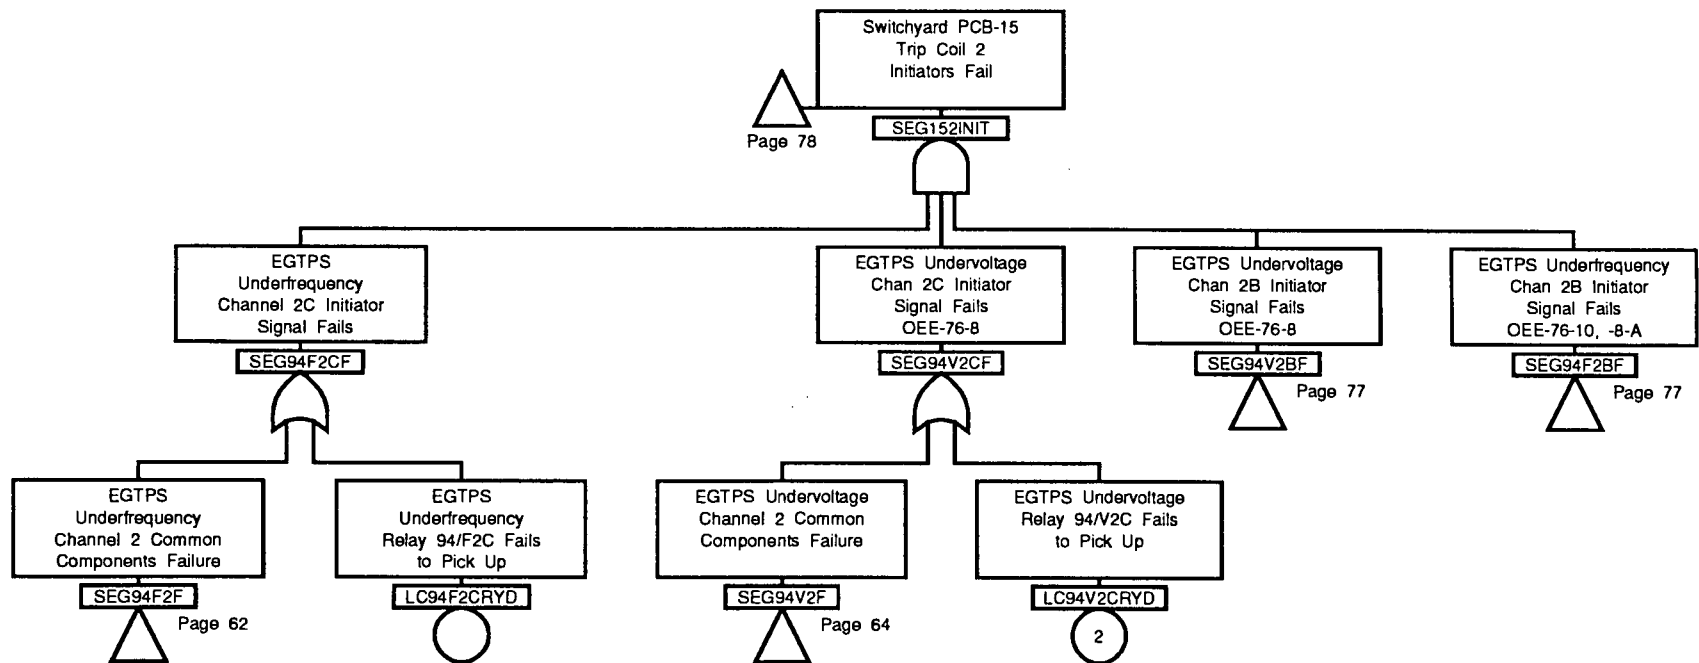 Switchyard PCB-15
Trip Coil 2
Initiators Fail
Page 78
SEG152INIT
EGTPS
Underfrequency
Channel 2C Initiator
Signal Fails
SEG94F2CF
EGTPS Undervoltage
Chan 2C Initiator
Signal Fails
OEE-76-8
SEG94V2CF
EGTPS Undervoltage
Chan 2B Initiator
Signal Fails
OEE-76-8
SEG94V2BF
Page 77
EGTPS Underfrequency
Chan 2B Initiator
Signal Fails
OEE-76-10, -8-A
SEG94F2BF
Page 77
EGTPS
Underfrequency
Channel 2 Common
Components Failure
SEG94F2F
Page 62
EGTPS
Underfrequency
Relay 94/F2C Fails
to Pick Up
LC94F2CRYD
EGTPS Undervoltage
Channel 2 Common
Components Failure
SEG94V2F
Page 64
EGTPS Undervoltage
Relay 94/V2C Fails
to Pick Up
LC94V2CRYD
2